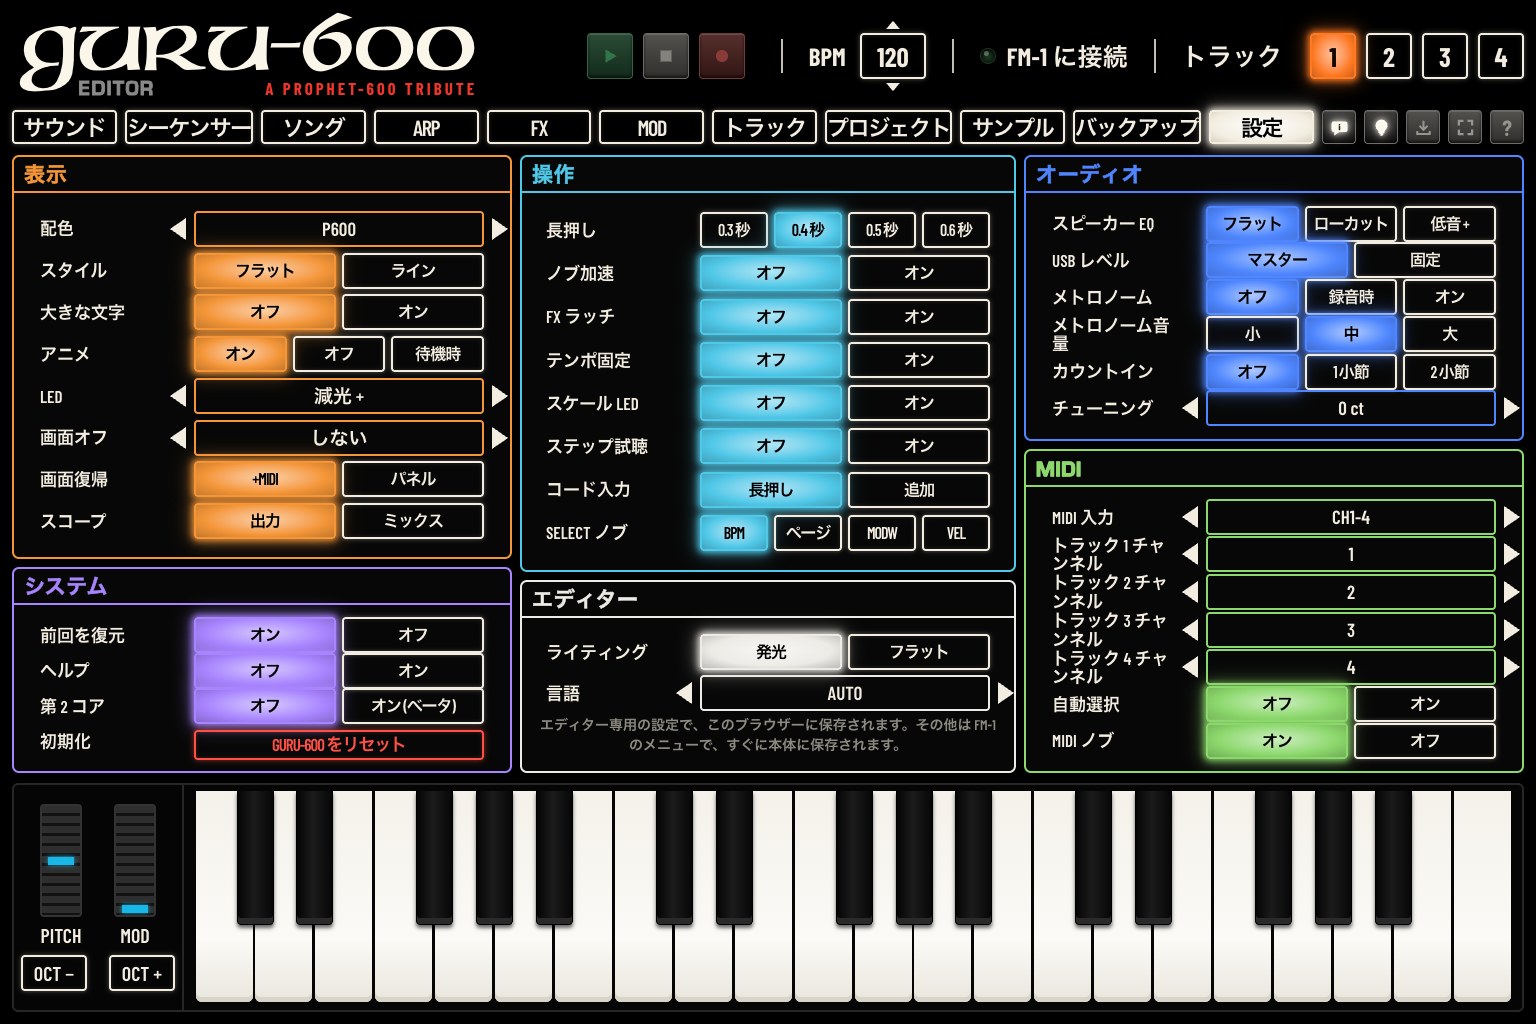 guru-600
EDITOR
A PROPHET-600 TRIBUTE
BPM
120
FM-1 に接続
トラック
1
2
3
4
サウンド
シーケンサー
ソング
ARP
FX
MOD
トラック
プロジェクト
サンプル
バックアップ
設定
?
表示
配色
P600
スタイル
フラット
ライン
大きな文字
オフ
オン
アニメ
オン
オフ
待機時
LED
減光 +
画面オフ
しない
画面復帰
+MIDI
パネル
スコープ
出力
ミックス
システム
前回を復元
オン
オフ
ヘルプ
オフ
オン
第 2 コア
オフ
オン(ベータ)
初期化
GURU-600 をリセット
操作
長押し
0.3 秒
0.4 秒
0.5 秒
0.6 秒
ノブ加速
オフ
オン
FX ラッチ
オフ
オン
テンポ固定
オフ
オン
スケール LED
オフ
オン
ステップ試聴
オフ
オン
コード入力
長押し
追加
SELECT ノブ
BPM
ページ
MODW
VEL
エディター
ライティング
発光
フラット
言語
AUTO
エディター専用の設定で、このブラウザーに保存されます。その他は FM-1
のメニューで、すぐに本体に保存されます。
オーディオ
スピーカー EQ
フラット
ローカット
低音+
USB レベル
マスター
固定
メトロノーム
オフ
録音時
オン
メトロノーム音
量
小
中
大
カウントイン
オフ
1小節
2小節
チューニング
0 ct
MIDI
MIDI 入力
CH1-4
トラック 1 チャ
ンネル
1
トラック 2 チャ
ンネル
2
トラック 3 チャ
ンネル
3
トラック 4 チャ
ンネル
4
自動選択
オフ
オン
MIDI ノブ
オン
オフ
PITCH
MOD
OCT −
OCT +